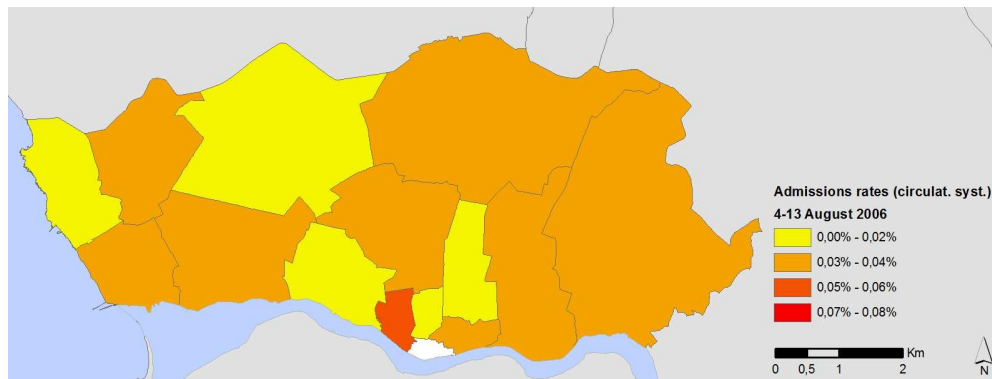 Admissions rates (circulat. syst.)
4-13 August 2006
0,00% - 0,02%
0,03% - 0,04%
0,05% - 0,06%
0,07% - 0,08%
Km
0 0,5 1 2
N